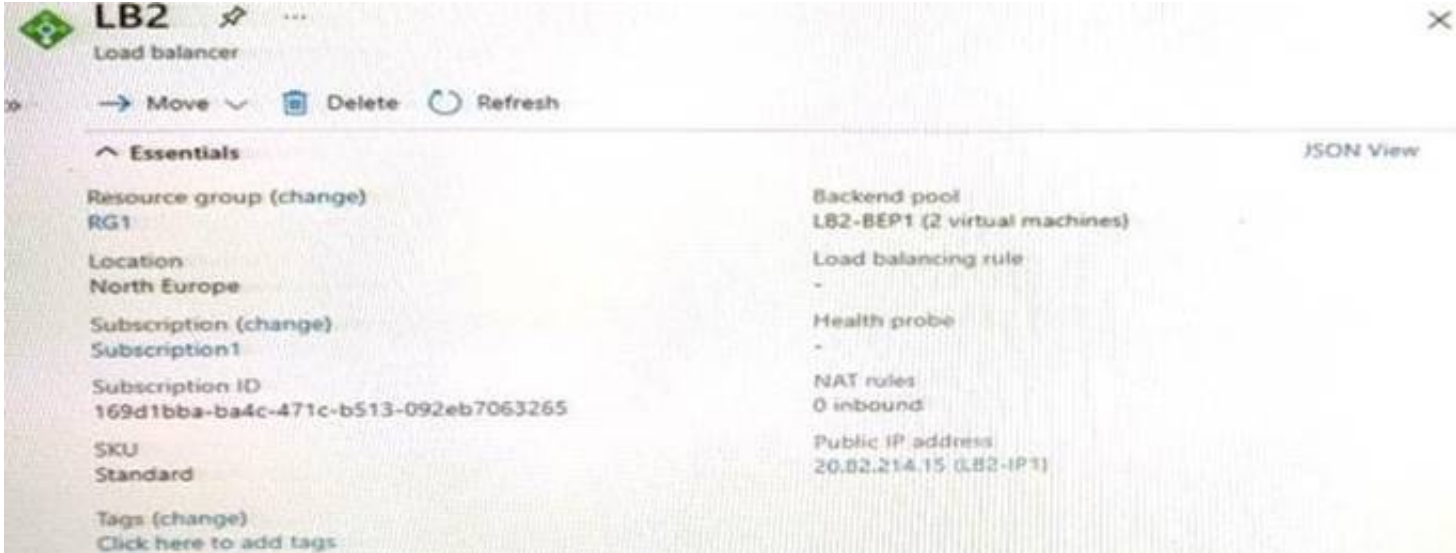 LB2
Load balancer
Move Delete Refresh
Essentials
JSON View
Resource group (change)
RG1
Location
North Europe
Subscription (change)
Subscription1
Subscription ID
169d1bba-ba4c-471c-b513-092eb7063265
SKU
Standard
Tags (change)
Click here to add tags
Backend pool
LB2-BEP1 (2 virtual machines)
Load balancing rule
-
Health probe
-
NAT rules
0 inbound
Public IP address
20.82.214.15 (LB2-IP1)